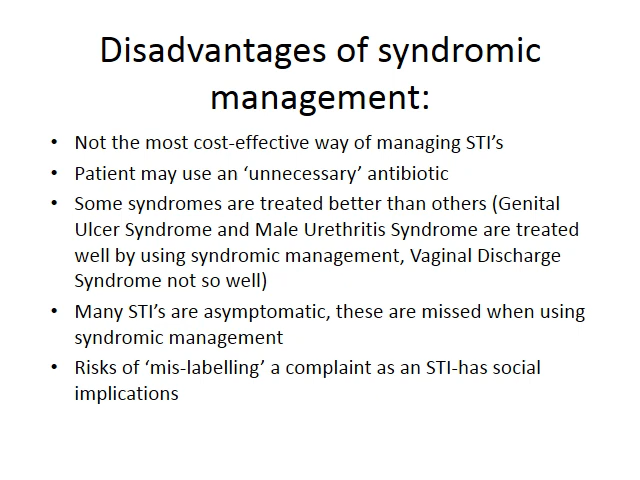 Disadvantages of syndromic
management:
• Not the most cost-effective way of managing STI’s
• Patient may use an ‘unnecessary’ antibiotic
• Some syndromes are treated better than others (Genital
Ulcer Syndrome and Male Urethritis Syndrome are treated
well by using syndromic management, Vaginal Discharge
Syndrome not so well)
• Many STI’s are asymptomatic, these are missed when using
syndromic management
• Risks of ‘mis-labelling’ a complaint as an STI-has social
implications